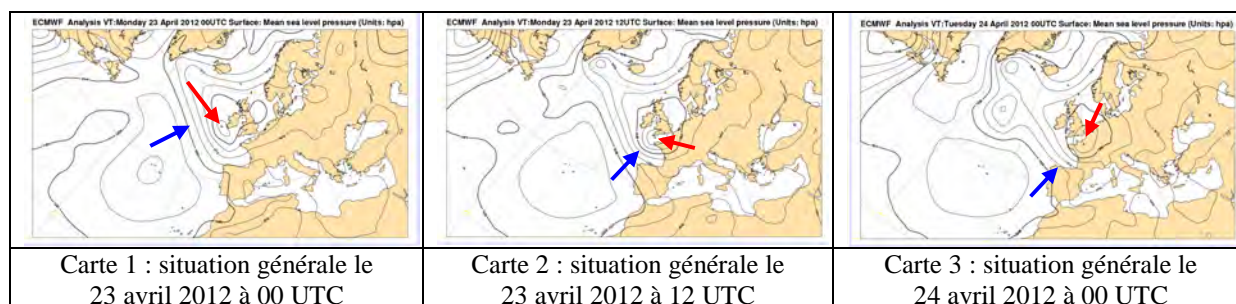 ECMWF Analysis VT:Monday 23 April 2012 00UTC Surface: Mean sea level pressure (Units: hpa)
ECMWF Analysis VT:Monday 23 April 2012 12UTC Surface: Mean sea level pressure (Units: hpa)
ECMWF Analysis VT:Tuesday 24 April 2012 00UTC Surface: Mean sea level pressure (Units: hpa)
Carte 1 : situation générale le
23 avril 2012 à 00 UTC
Carte 2 : situation générale le
23 avril 2012 à 12 UTC
Carte 3 : situation générale le
24 avril 2012 à 00 UTC